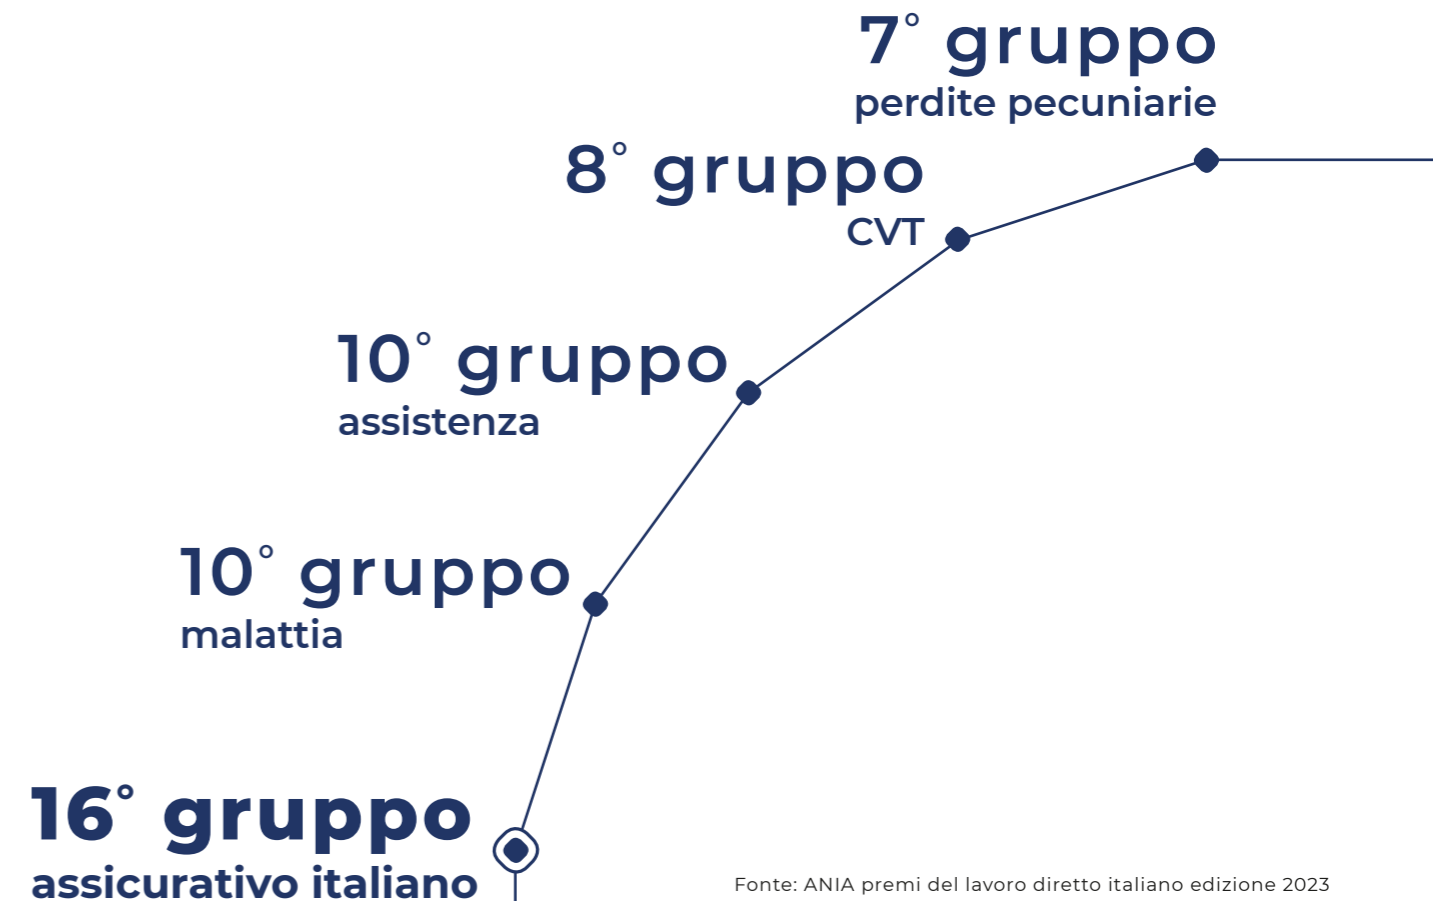 7° gruppo
perdite pecuniarie
8° gruppo
CVT
10° gruppo
assistenza
10° gruppo
malattia
16° gruppo
assicurativo italiano
Fonte: ANIA premi del lavoro diretto italiano edizione 2023